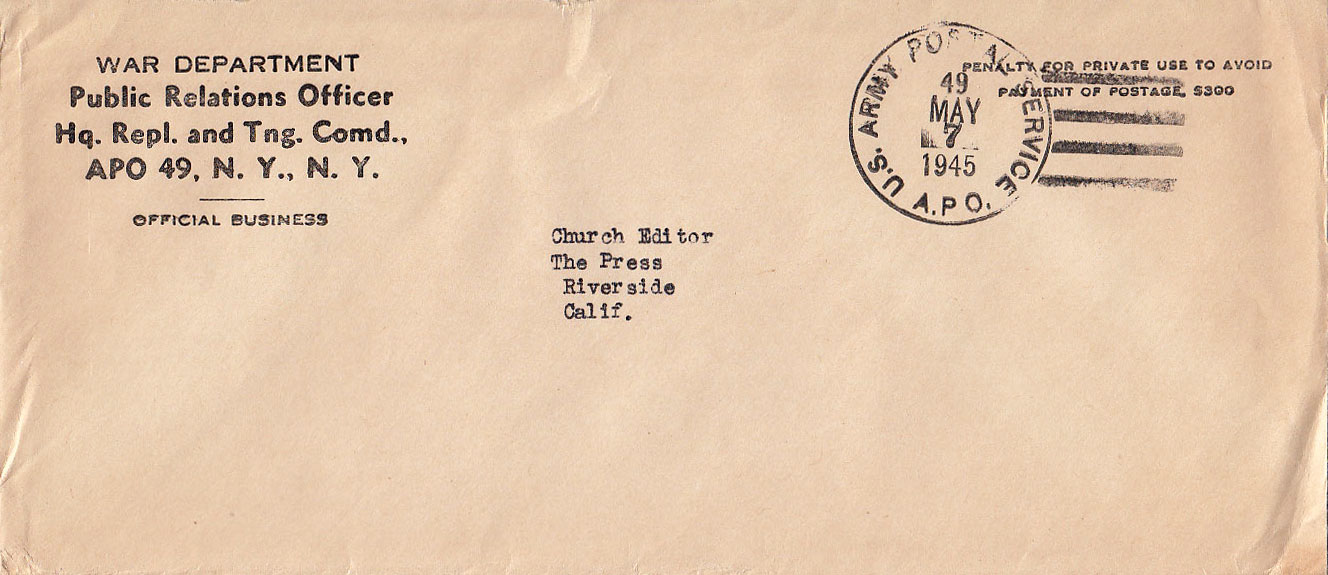 WAR DEPARTMENT
Public Relations Officer
Hq. Repl. and Tng. Comd.,
APO 49, N. Y., N. Y.
OFFICIAL BUSINESS
U.S. ARMY POSTAL SERVICE
49
MAY
7
1945
A.P.O.
PENALTY FOR PRIVATE USE TO AVOID
PAYMENT OF POSTAGE, $300
Church Editor
The Press
Riverside
Calif.